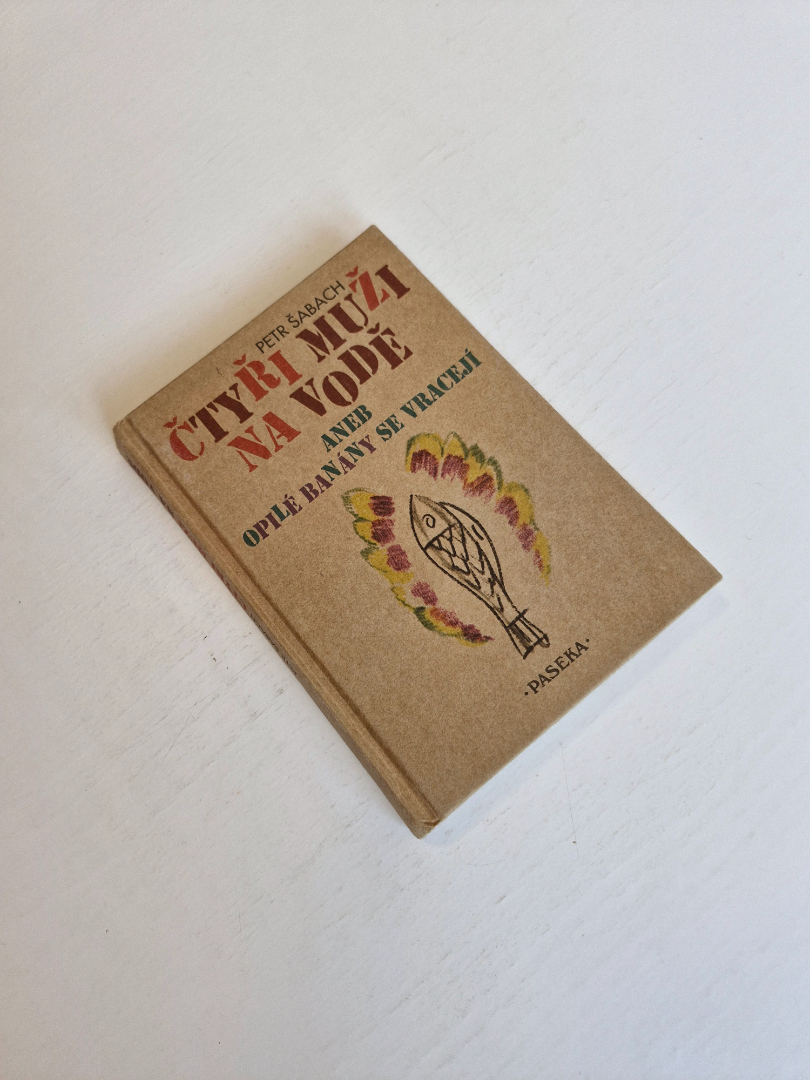 PETR ŠABACH
ČTYŘI MUŽI
NA VODĚ
ANEB
OPILÉ BANÁNY SE VRACEJÍ
·PASEKA·